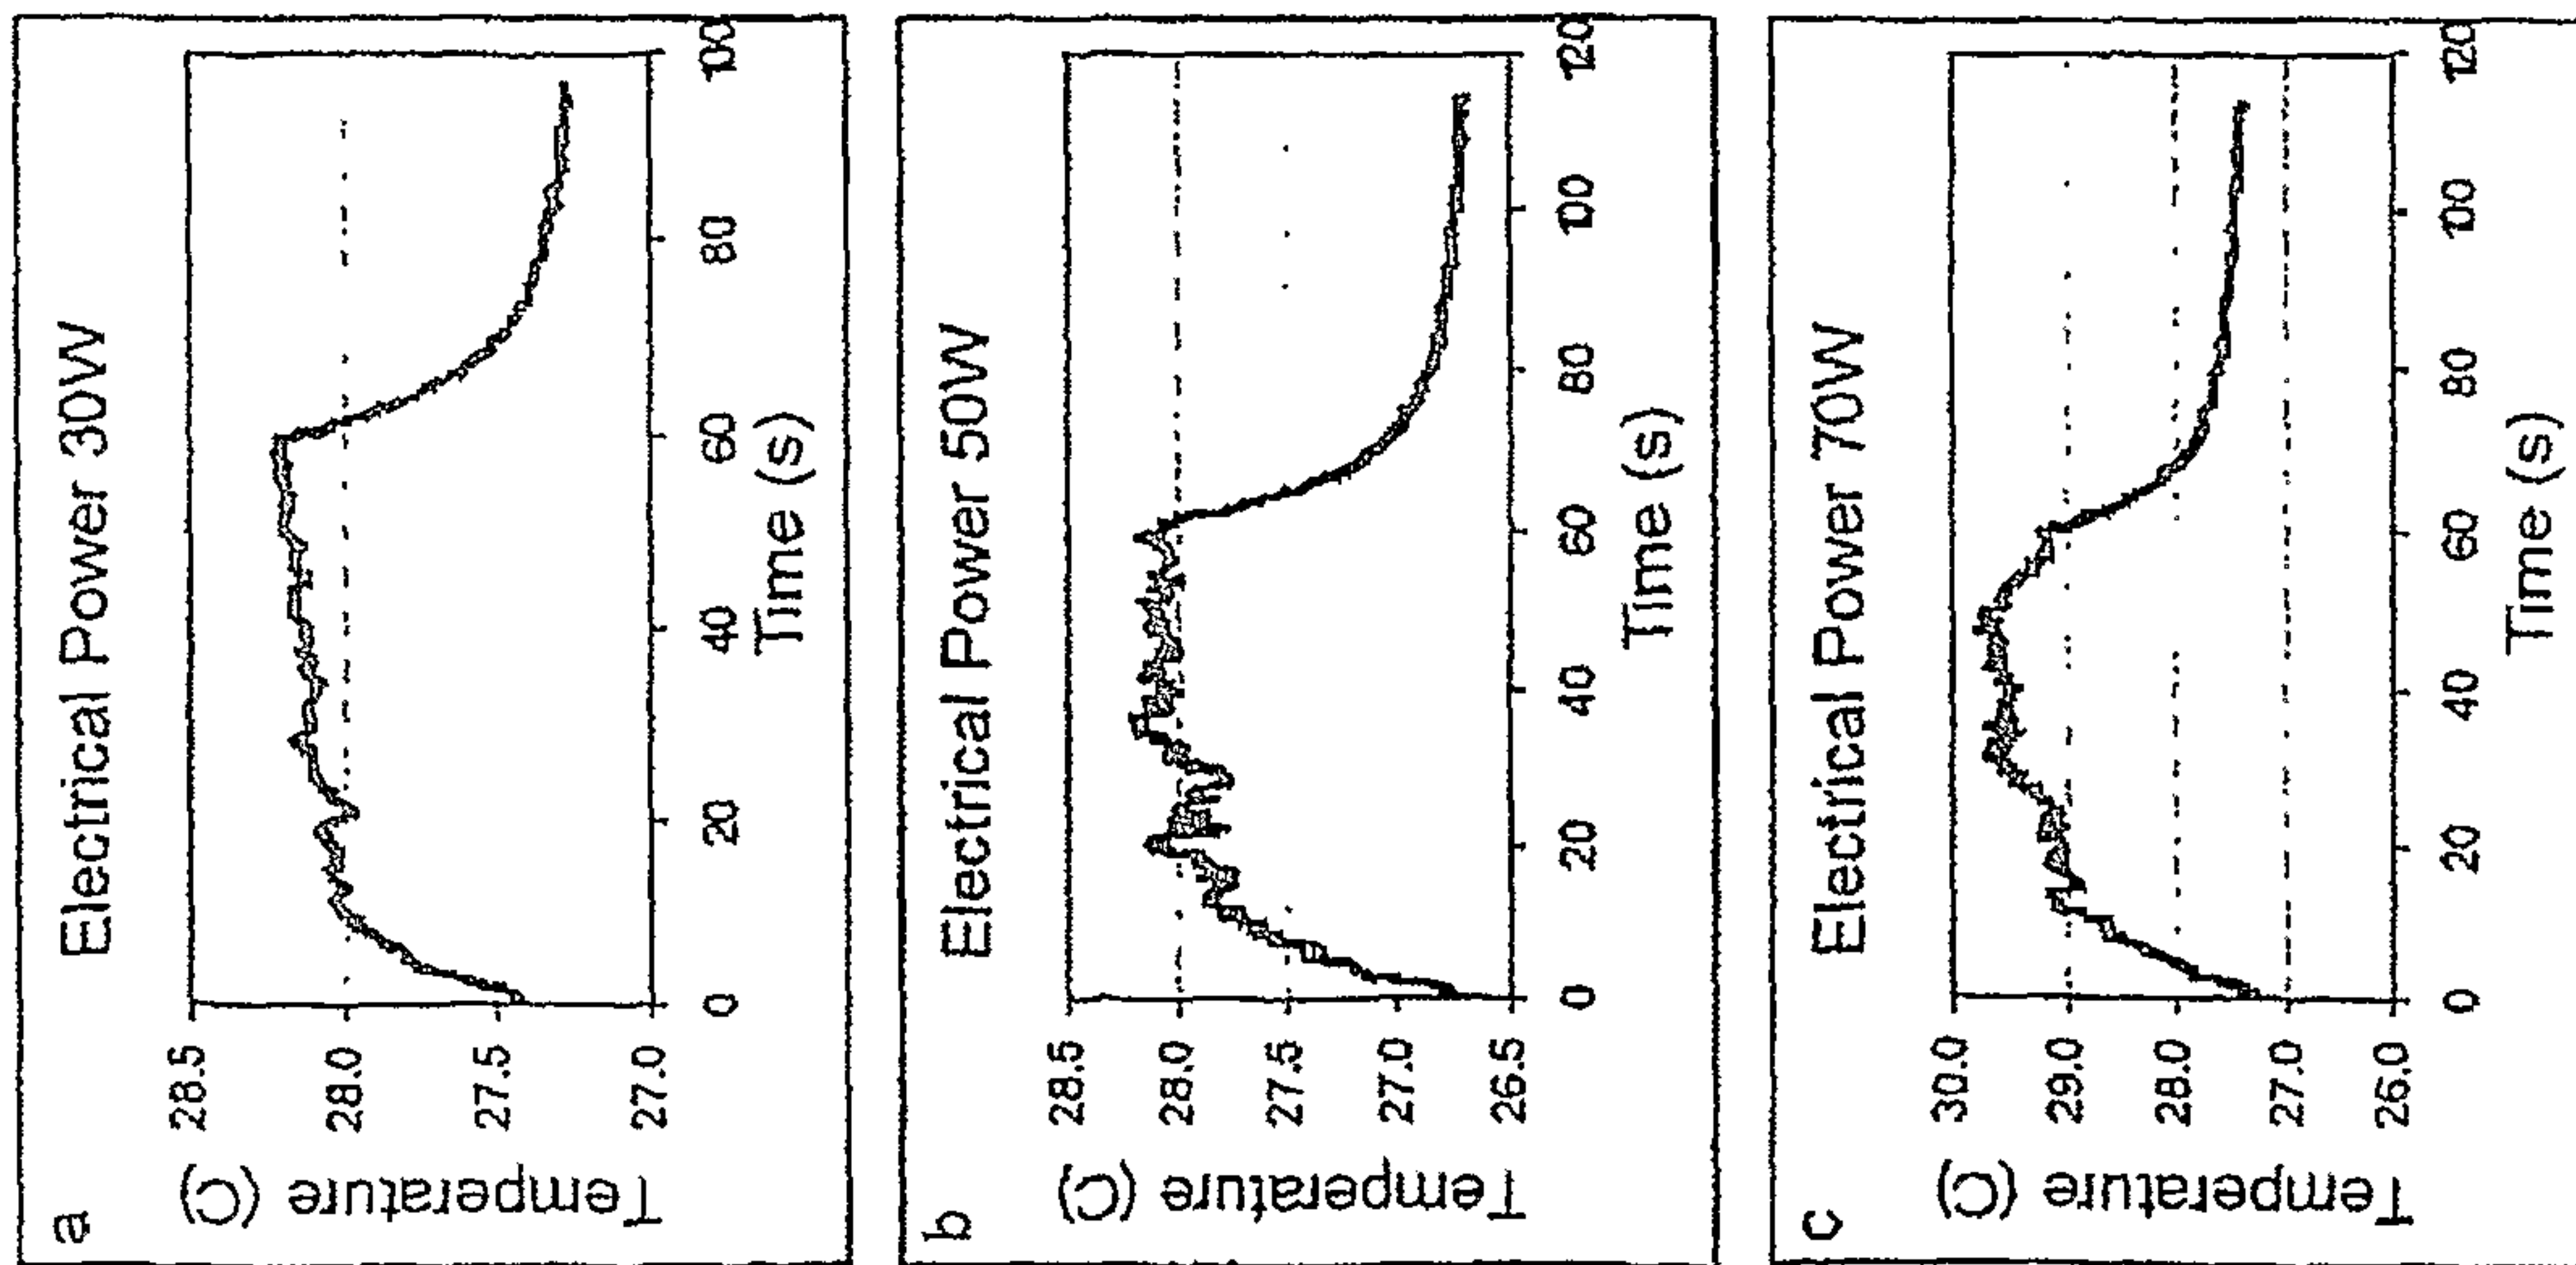 a
Electrical Power 30W
Temperature (C)
28.5
28.0
27.5
27.0
0 20 40 60 80 100
Time (s)
b
Electrical Power 50W
Temperature (C)
28.5
28.0
27.5
27.0
26.5
0 20 40 60 80 100 120
Time (s)
c
Electrical Power 70W
Temperature (C)
30.0
29.0
28.0
27.0
26.0
0 20 40 60 80 100 120
Time (s)